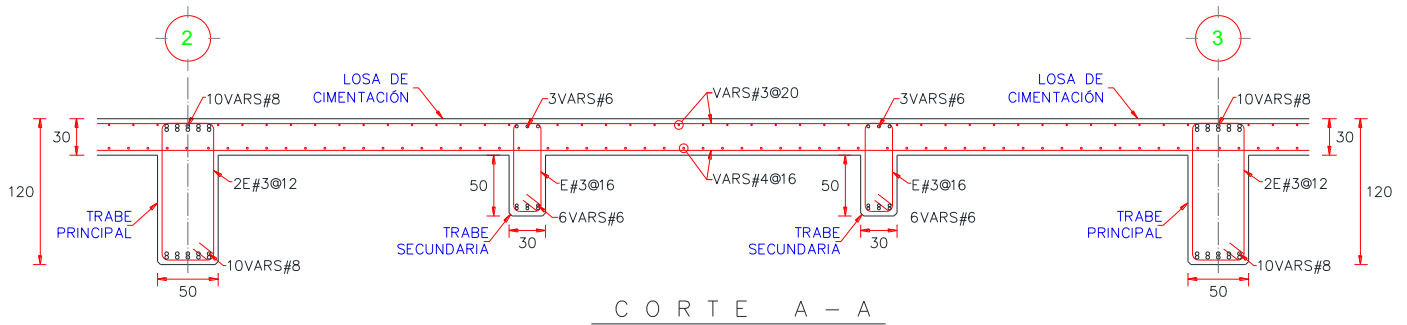 2
3
LOSA DE
CIMENTACIÓN
LOSA DE
CIMENTACIÓN
10VARS#8
3VARS#6
VARS#3@20
3VARS#6
10VARS#8
30
30
120
50
50
120
2E#3@12
E#3@16
VARS#4@16
E#3@16
2E#3@12
TRABE
PRINCIPAL
6VARS#6
6VARS#6
TRABE
PRINCIPAL
TRABE
SECUNDARIA
30
TRABE
SECUNDARIA
30
10VARS#8
10VARS#8
50
50
CORTE A-A